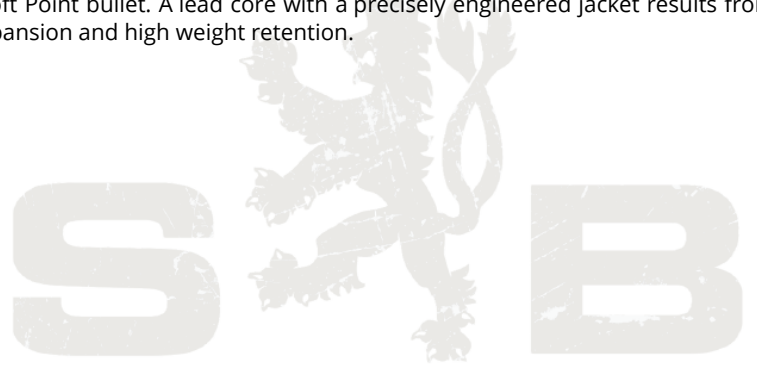 Point bullet. A lead core with a precisely engineered jacket results
and high weight retention.
S B